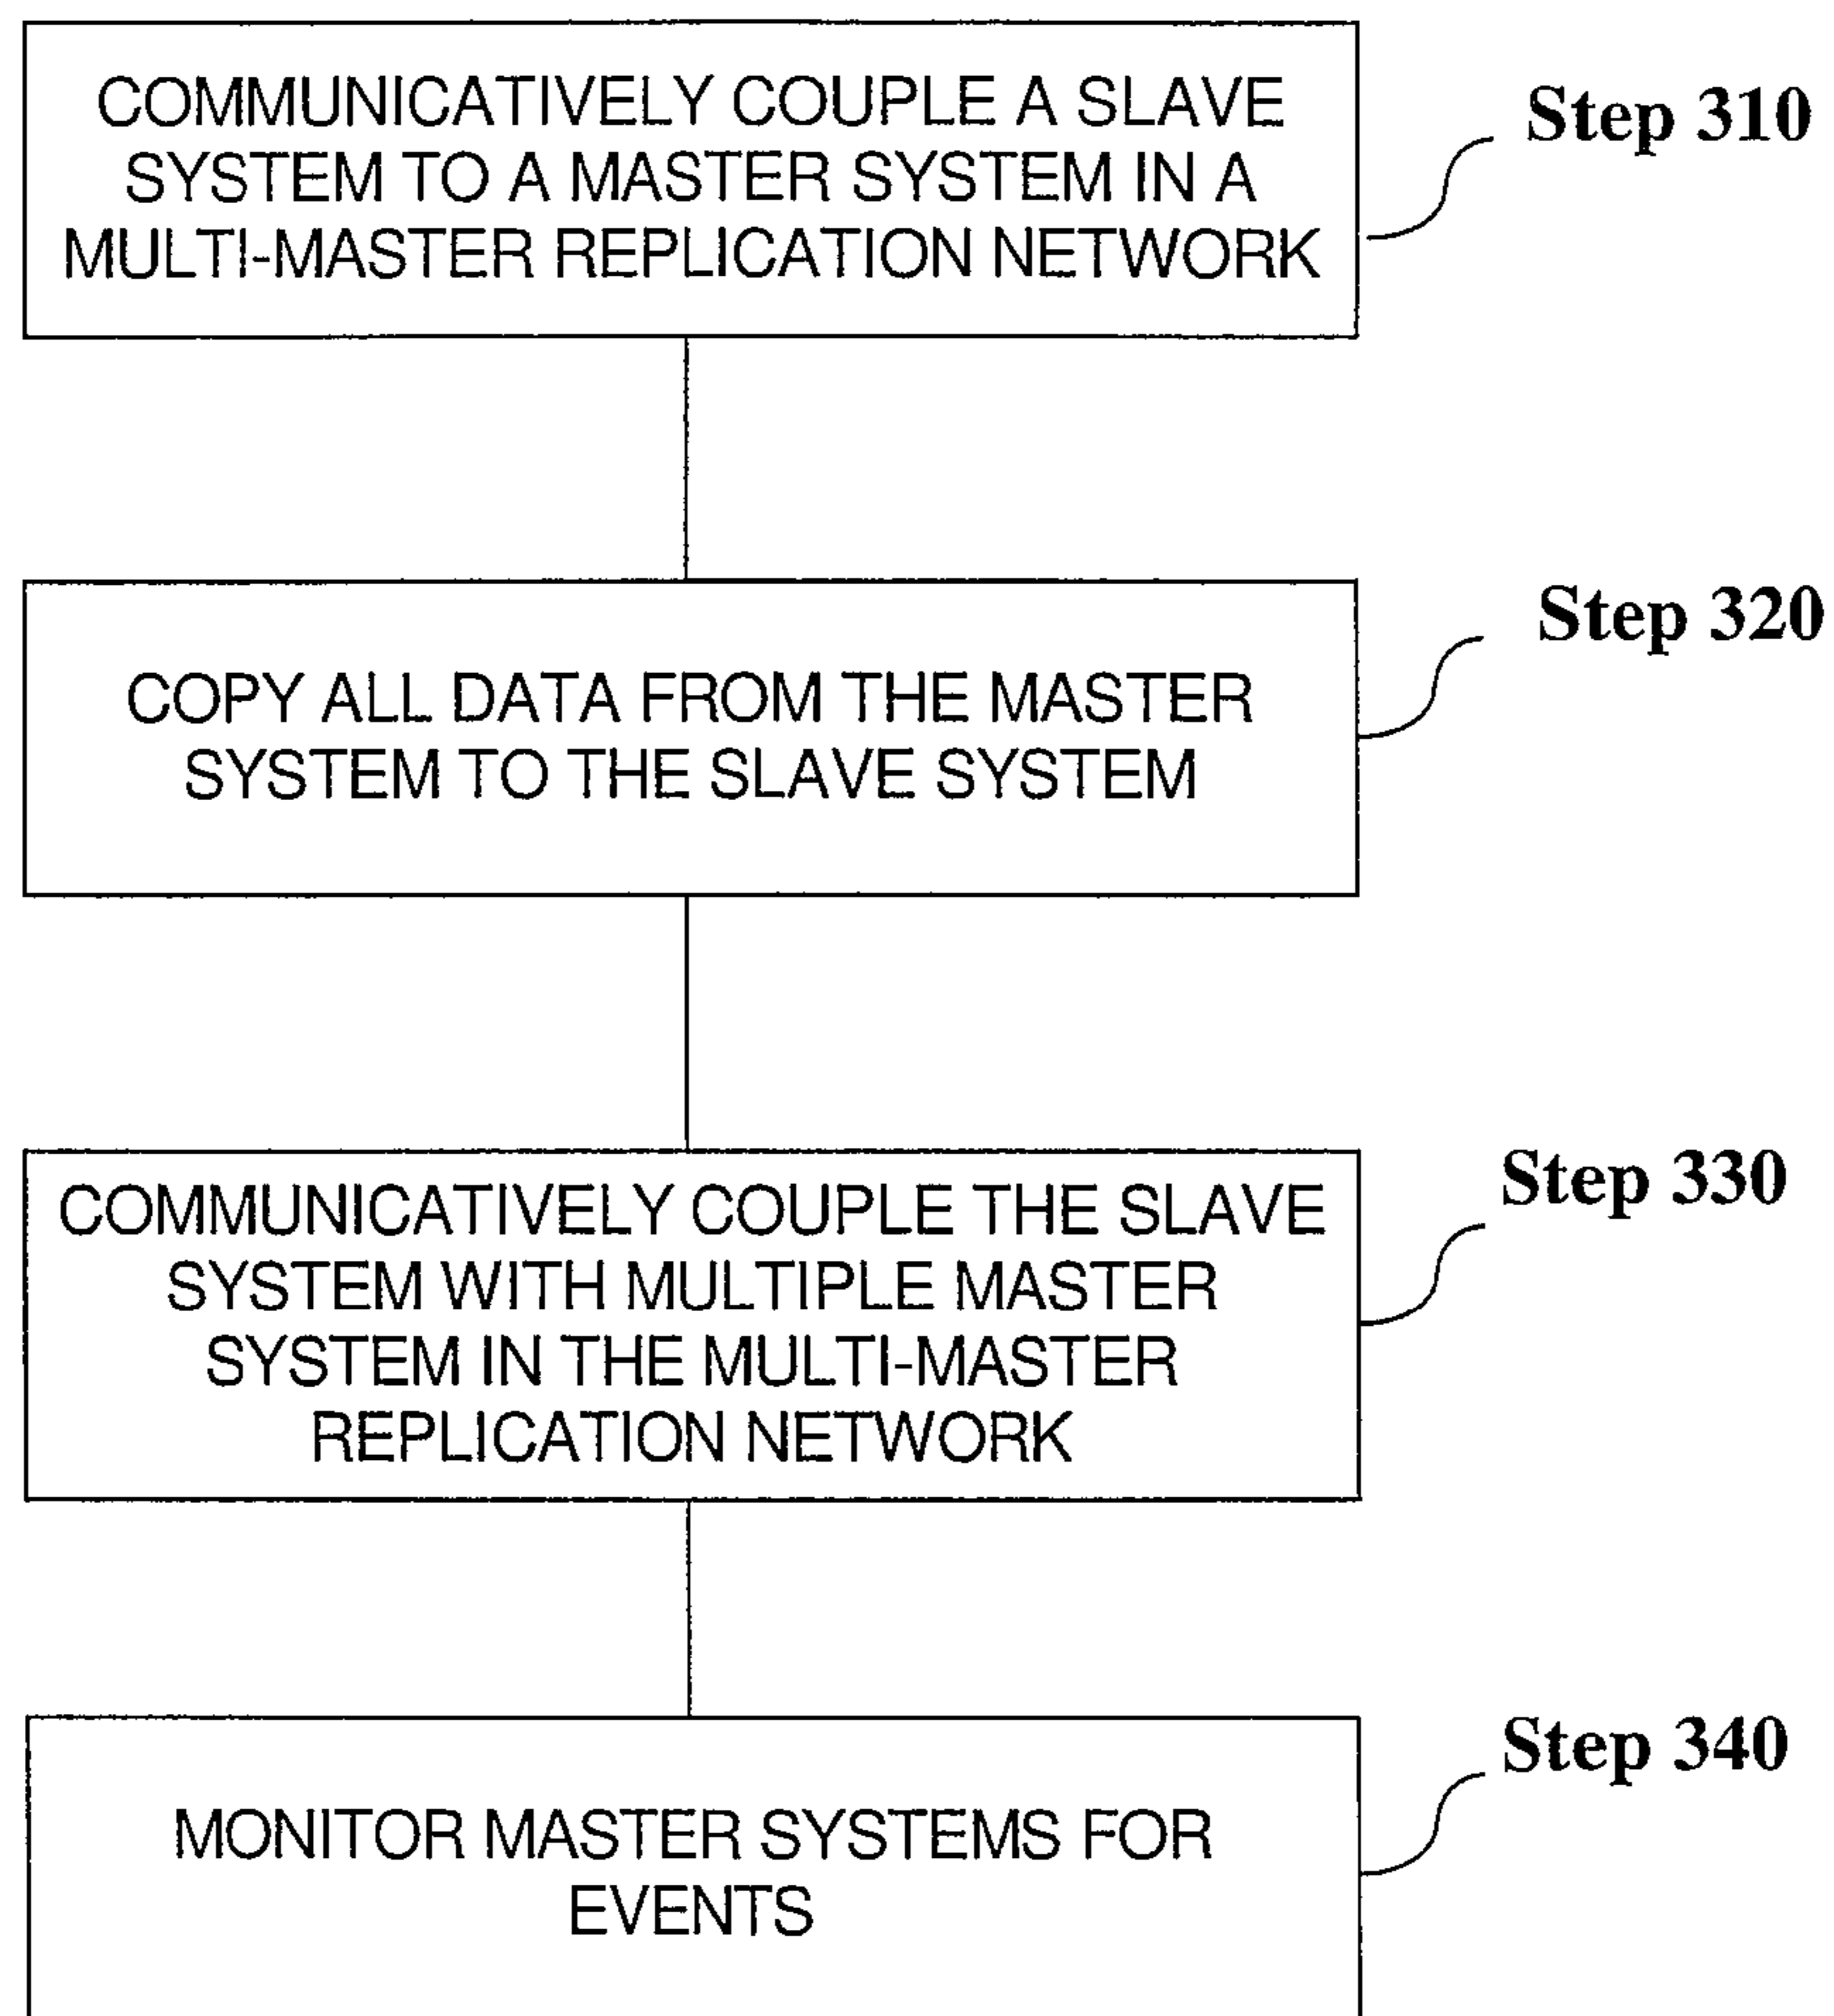 COMMUNICATIVELY COUPLE A SLAVE
SYSTEM TO A MASTER SYSTEM IN A
MULTI-MASTER REPLICATION NETWORK
Step 310
COPY ALL DATA FROM THE MASTER
SYSTEM TO THE SLAVE SYSTEM
Step 320
COMMUNICATIVELY COUPLE THE SLAVE
SYSTEM WITH MULTIPLE MASTER
SYSTEM IN THE MULTI-MASTER
REPLICATION NETWORK
Step 330
MONITOR MASTER SYSTEMS FOR
EVENTS
Step 340